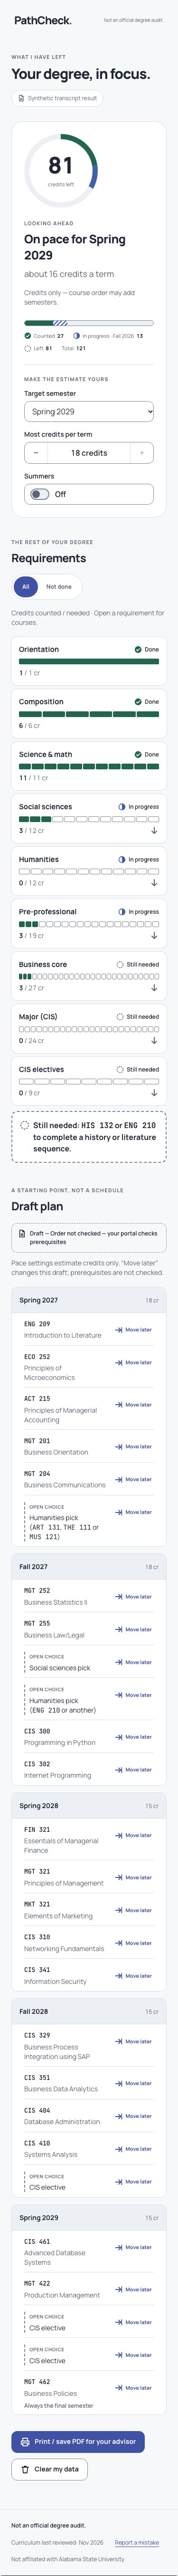 PathCheck.
Not an official degree audit.
WHAT I HAVE LEFT
Your degree, in focus.
Synthetic transcript result
81
credits left
LOOKING AHEAD
On pace for Spring
2029
about 16 credits a term
Credits only — course order may add
semesters.
Counted 27
In progress · Fall 2026 13
Left 81
Total 121
MAKE THE ESTIMATE YOURS
Target semester
Spring 2029
Most credits per term
− 18 credits +
Summers
Off
THE REST OF YOUR DEGREE
Requirements
All Not done
Credits counted / needed · Open a requirement for
courses.
Orientation Done
1 / 1 cr
Composition Done
6 / 6 cr
Science & math Done
11 / 11 cr
Social sciences In progress
3 / 12 cr
Humanities In progress
0 / 12 cr
Pre-professional In progress
3 / 19 cr
Business core Still needed
3 / 27 cr
Major (CIS) Still needed
0 / 24 cr
CIS electives Still needed
0 / 9 cr
Still needed: HIS 132 or ENG 210
to complete a history or literature
sequence.
A STARTING POINT, NOT A SCHEDULE
Draft plan
Draft — Order not checked — your portal checks
prerequisites
Pace settings estimate credits only. “Move later”
changes this draft; prerequisites are not checked.
Spring 2027 18 cr
ENG 209
Introduction to Literature
Move later
ECO 252
Principles of
Microeconomics
Move later
ACT 215
Principles of Managerial
Accounting
Move later
MGT 201
Business Orientation
Move later
MGT 204
Business Communications
Move later
OPEN CHOICE
Humanities pick
(ART 131, THE 111 or
MUS 121)
Move later
Fall 2027 18 cr
MGT 252
Business Statistics II
Move later
MGT 255
Business Law/Legal
Move later
OPEN CHOICE
Social sciences pick
Move later
OPEN CHOICE
Humanities pick
(ENG 210 or another)
Move later
CIS 300
Programming in Python
Move later
CIS 302
Internet Programming
Move later
Spring 2028 15 cr
FIN 321
Essentials of Managerial
Finance
Move later
MGT 321
Principles of Management
Move later
MKT 321
Elements of Marketing
Move later
CIS 310
Networking Fundamentals
Move later
CIS 341
Information Security
Move later
Fall 2028 15 cr
CIS 329
Business Process
Integration using SAP
Move later
CIS 351
Business Data Analytics
Move later
CIS 404
Database Administration
Move later
CIS 410
Systems Analysis
Move later
OPEN CHOICE
CIS elective
Move later
Spring 2029 15 cr
CIS 461
Advanced Database
Systems
Move later
MGT 422
Production Management
Move later
OPEN CHOICE
CIS elective
Move later
OPEN CHOICE
CIS elective
Move later
MGT 462
Business Policies
Always the final semester
Move later
Print / save PDF for your advisor
Clear my data
Not an official degree audit.
Curriculum last reviewed: Nov 2026 Report a mistake
Not affiliated with Alabama State University